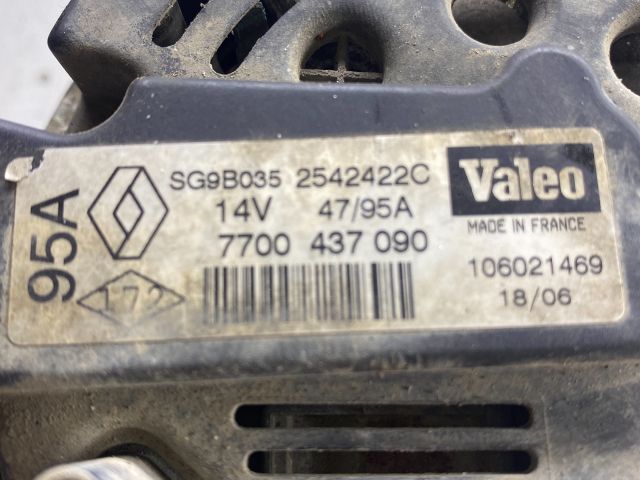 95A
SG9B035 2542422C
14V 47/95A
7700 437 090
172
Valeo
MADE IN FRANCE
106021469
18/06